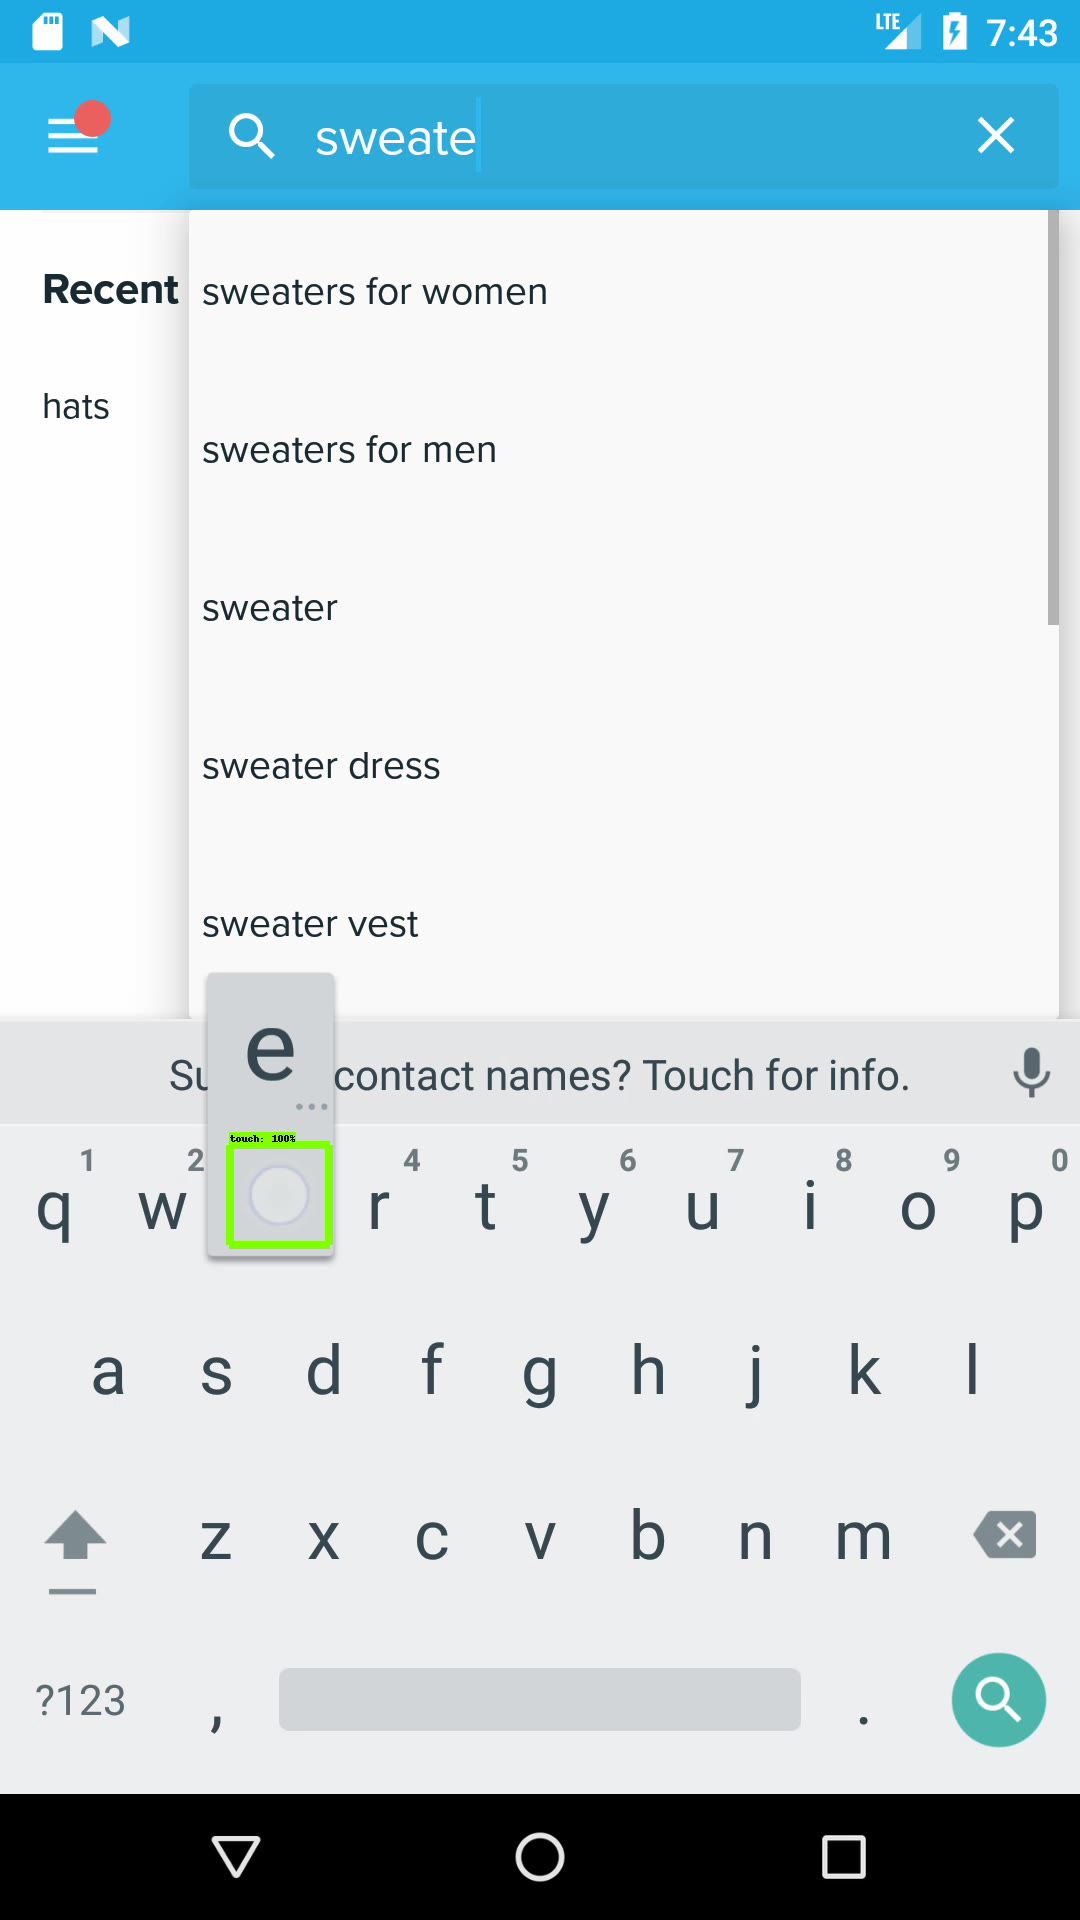 LTE 7:43
sweate
Recent
hats
sweaters for women
sweaters for men
sweater
sweater dress
sweater vest
e
Su contact names? Touch for info.
touch: 100%
1 2 4 5 6 7 8 9 0
q w r t y u i o p
a s d f g h j k l
z x c v b n m
?123 , .